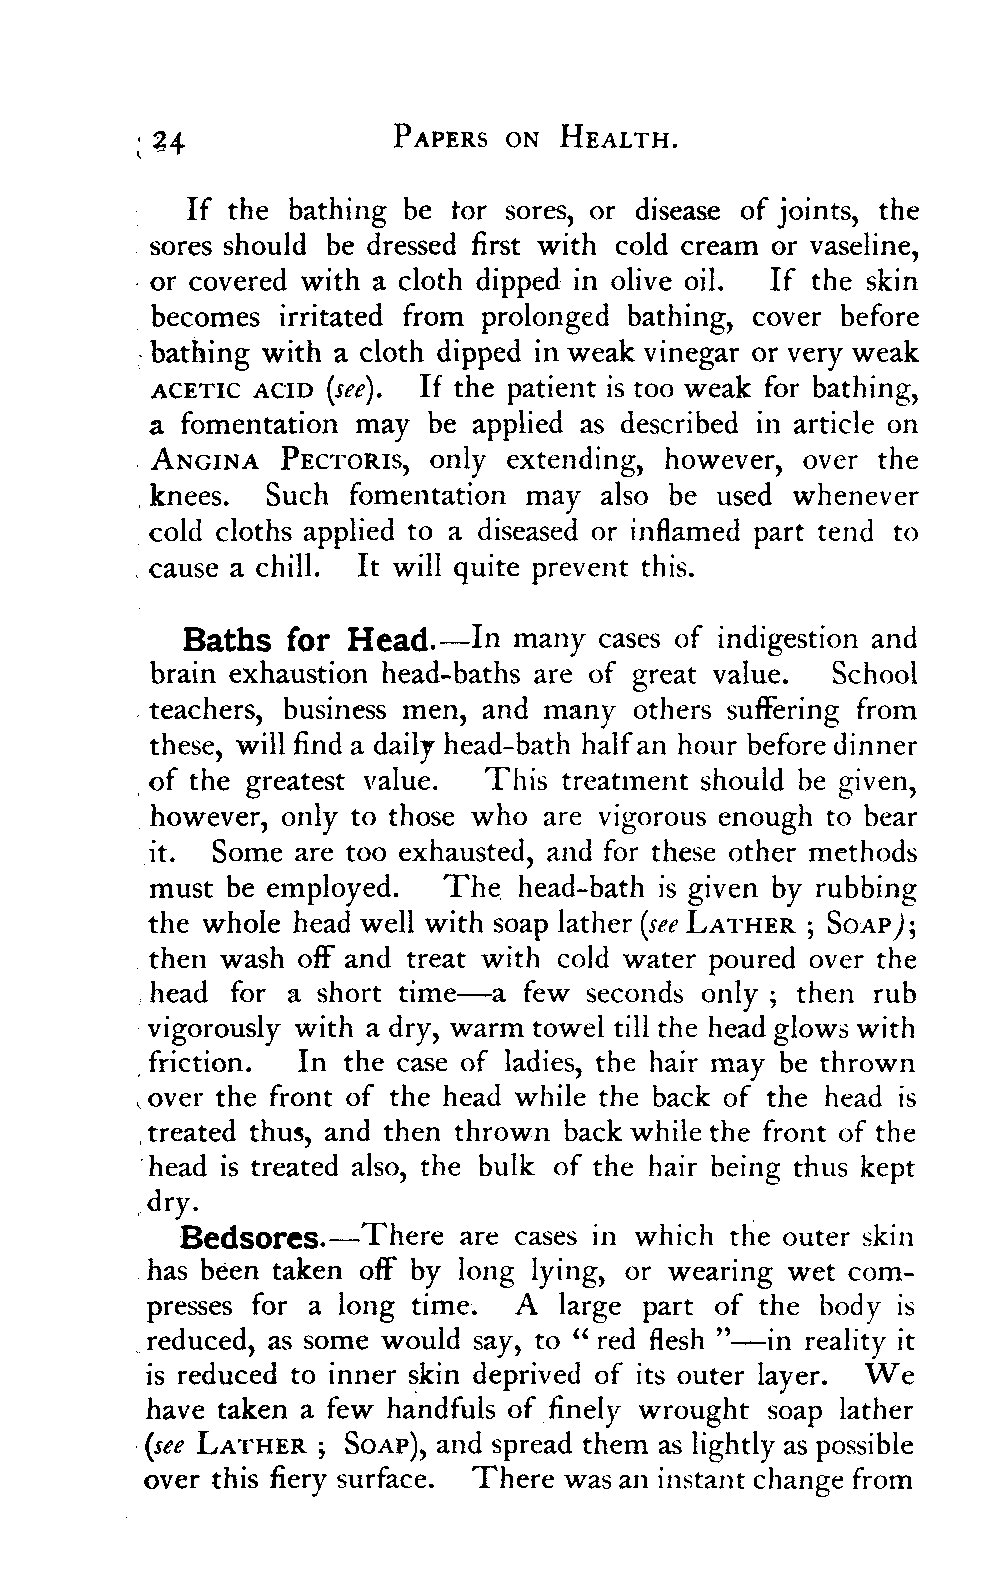 24 PAPERS ON HEALTH.
If the bathing be for sores, or disease of joints, the
sores should be dressed first with cold cream or vaseline,
or covered with a cloth dipped in olive oil. If the skin
becomes irritated from prolonged bathing, cover before
bathing with a cloth dipped in weak vinegar or very weak
ACETIC ACID (see). If the patient is too weak for bathing,
a fomentation may be applied as described in article on
ANGINA PECTORIS, only extending, however, over the
knees. Such fomentation may also be used whenever
cold cloths applied to a diseased or inflamed part tend to
cause a chill. It will quite prevent this.
Baths for Head.—In many cases of indigestion and
brain exhaustion head-baths are of great value. School
teachers, business men, and many others suffering from
these, will find a daily head-bath half an hour before dinner
of the greatest value. This treatment should be given,
however, only to those who are vigorous enough to bear
it. Some are too exhausted, and for these other methods
must be employed. The head-bath is given by rubbing
the whole head well with soap lather (see LATHER ; SOAP);
then wash off and treat with cold water poured over the
head for a short time—a few seconds only ; then rub
vigorously with a dry, warm towel till the head glows with
friction. In the case of ladies, the hair may be thrown
over the front of the head while the back of the head is
treated thus, and then thrown back while the front of the
head is treated also, the bulk of the hair being thus kept
dry.
Bedsores.—There are cases in which the outer skin
has been taken off by long lying, or wearing wet com-
presses for a long time. A large part of the body is
reduced, as some would say, to “ red flesh ”—in reality it
is reduced to inner skin deprived of its outer layer. We
have taken a few handfuls of finely wrought soap lather
(see LATHER ; SOAP), and spread them as lightly as possible
over this fiery surface. There was an instant change from